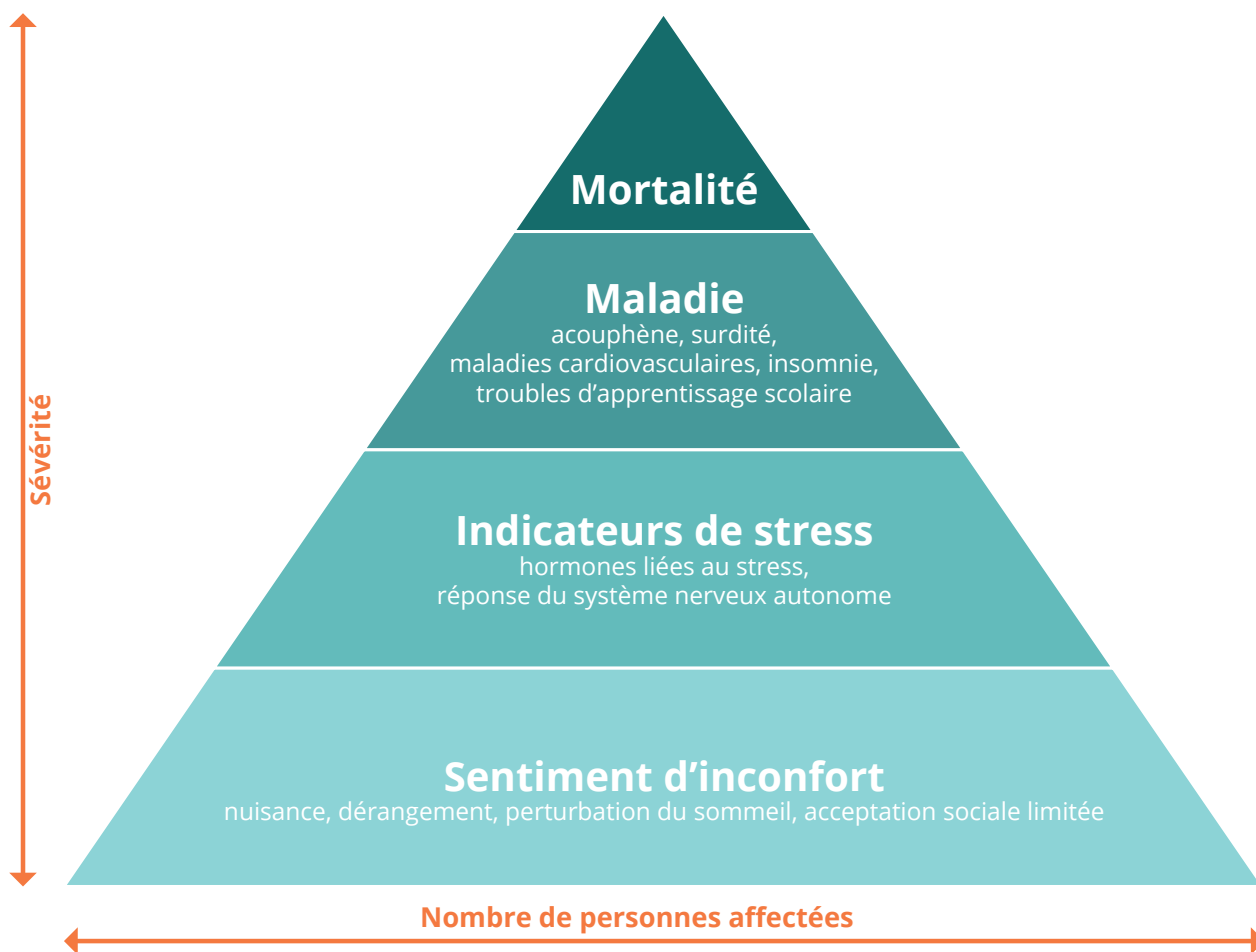 Mortalité
Maladie
acouphène, surdité,
maladies cardiovasculaires, insomnie,
troubles d’apprentissage scolaire
Sévérité
Indicateurs de stress
hormones liées au stress,
réponse du système nerveux autonome
Sentiment d’inconfort
nuisance, dérangement, perturbation du sommeil, acceptation sociale limitée
Nombre de personnes affectées